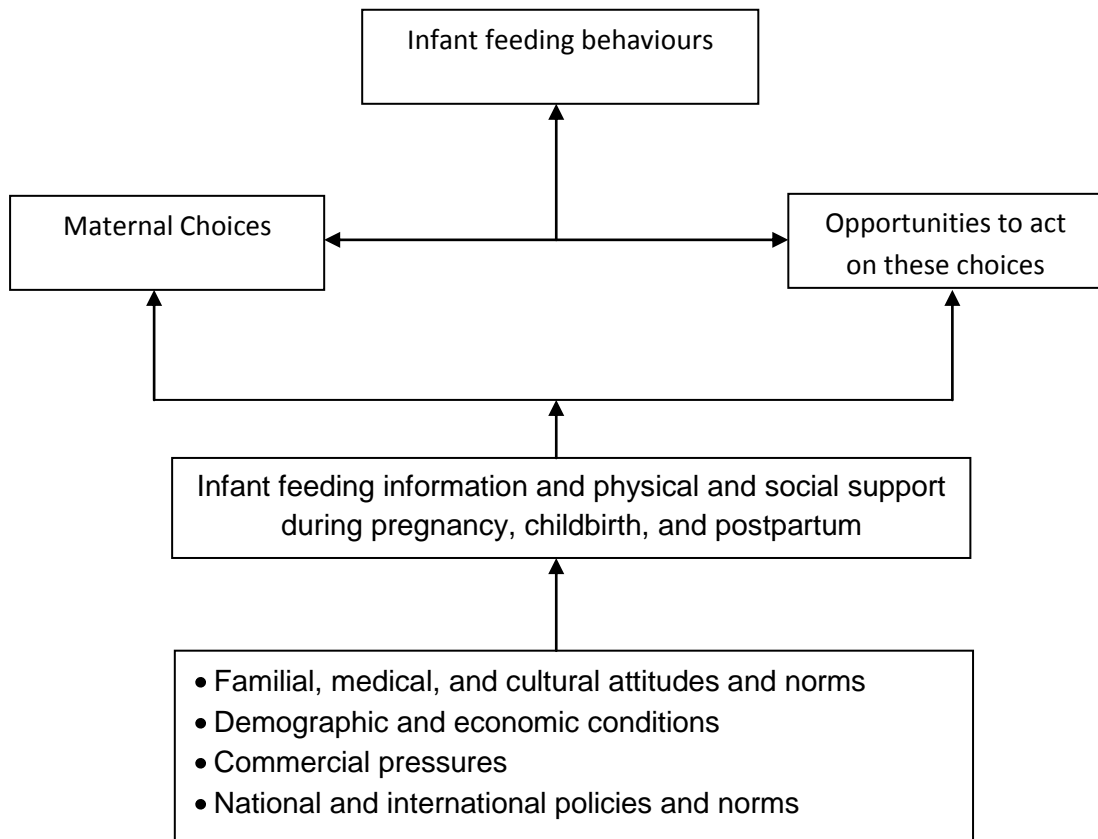 Infant feeding behaviours
Maternal Choices
Opportunities to act
on these choices
Infant feeding information and physical and social support
during pregnancy, childbirth, and postpartum
• Familial, medical, and cultural attitudes and norms
• Demographic and economic conditions
• Commercial pressures
• National and international policies and norms